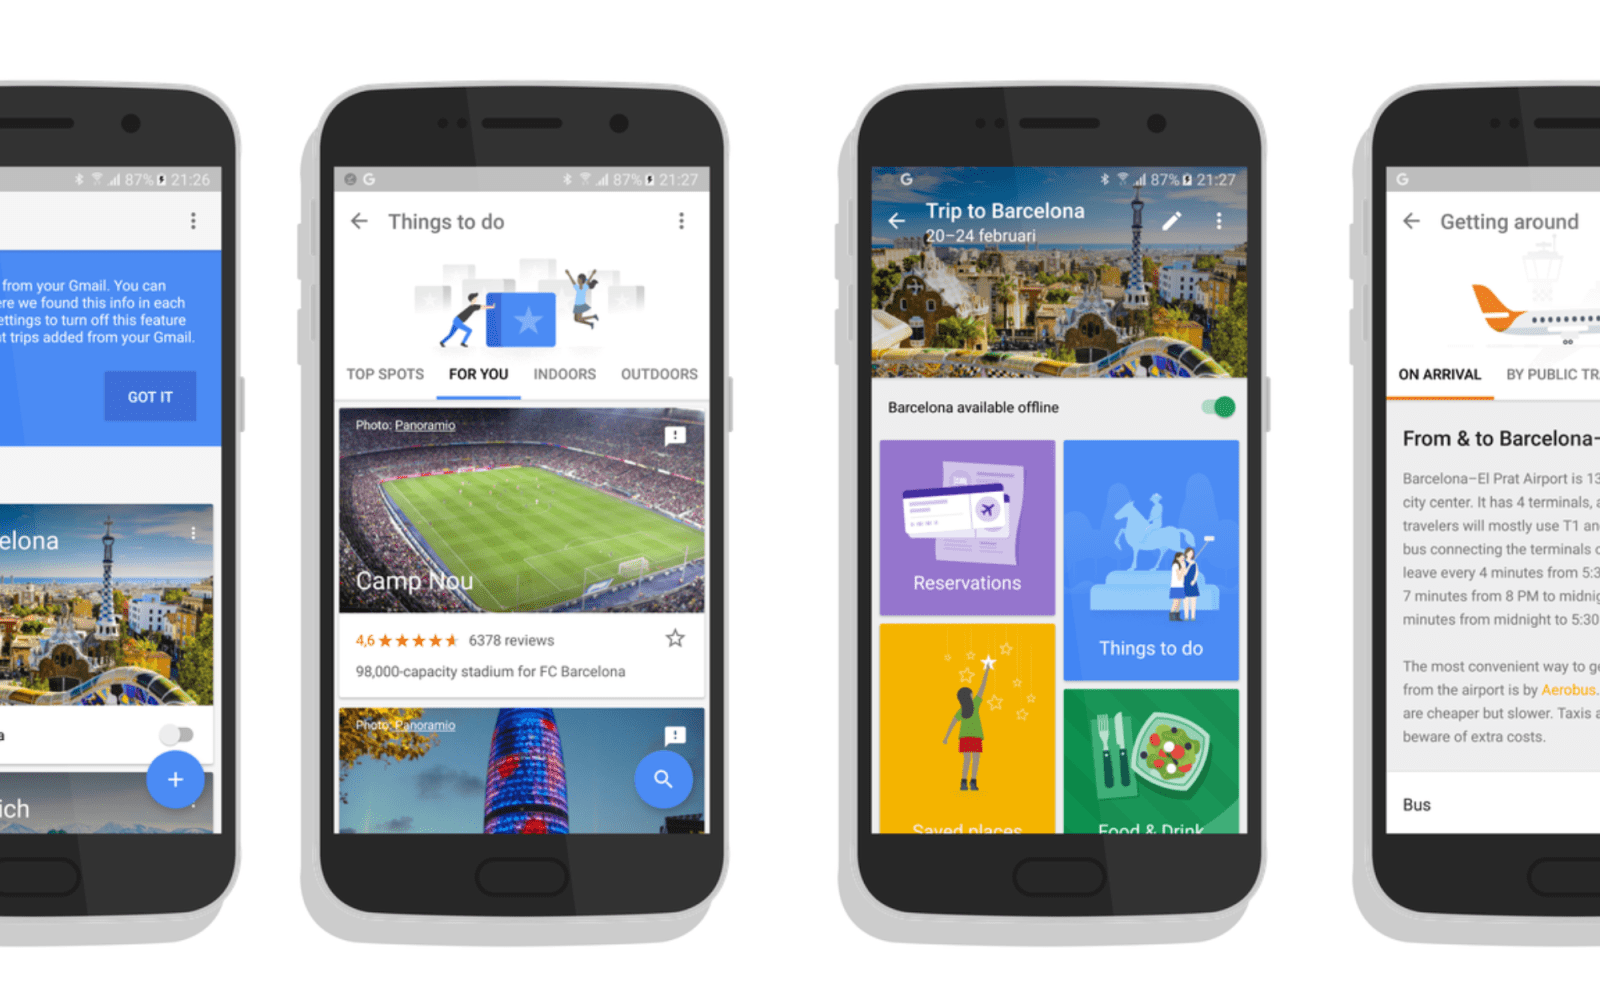 87% 21:26
from your Gmail. You can
ere we found this info in each
ettings to turn off this feature
t trips added from your Gmail.
GOT IT
elona
a
ich
G 87% 21:27
Things to do
TOP SPOTS FOR YOU INDOORS OUTDOORS
Photo: Panoramio
Camp Nou
4,6 6378 reviews
98,000-capacity stadium for FC Barcelona
Photo: Panoramio
G 87% 21:27
Trip to Barcelona
20–24 februari
Barcelona available offline
Reservations
Things to do
Saved places
Food & Drink
G
Getting around
ON ARRIVAL BY PUBLIC TRA
From & to Barcelona–
Barcelona–El Prat Airport is 13
city center. It has 4 terminals, a
travelers will mostly use T1 an
bus connecting the terminals
leave every 4 minutes from 5:3
7 minutes from 8 PM to midnig
minutes from midnight to 5:30
The most convenient way to ge
from the airport is by Aerobus.
are cheaper but slower. Taxis a
beware of extra costs.
Bus